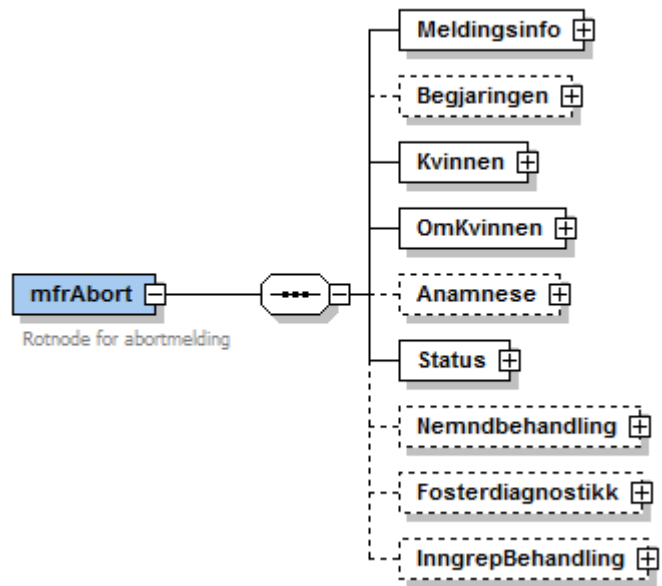 Meldingsinfo
Begjaringen
Kvinnen
OmKvinnen
mfrAbort
Anamnese
Rotnode for abortmelding
Status
Nemndbehandling
Fosterdiagnostikk
InngrepBehandling